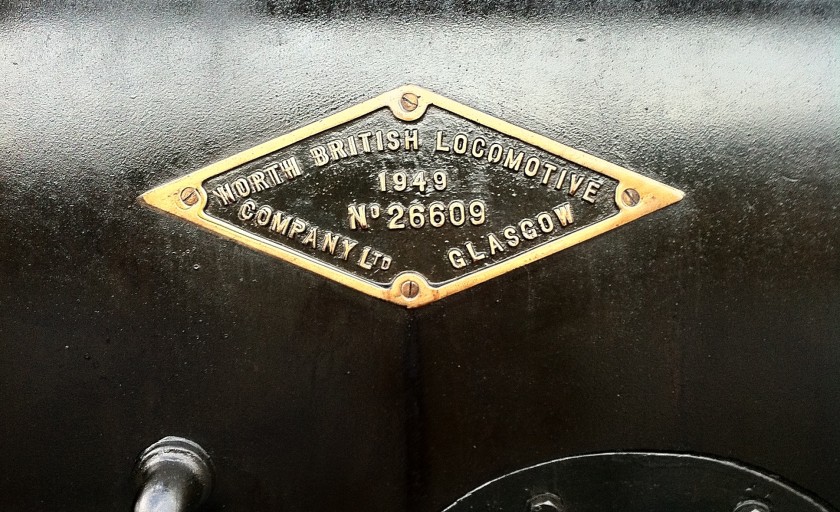 NORTH BRITISH LOCOMOTIVE
1949
Nº 26609
COMPANY LTD GLASGOW